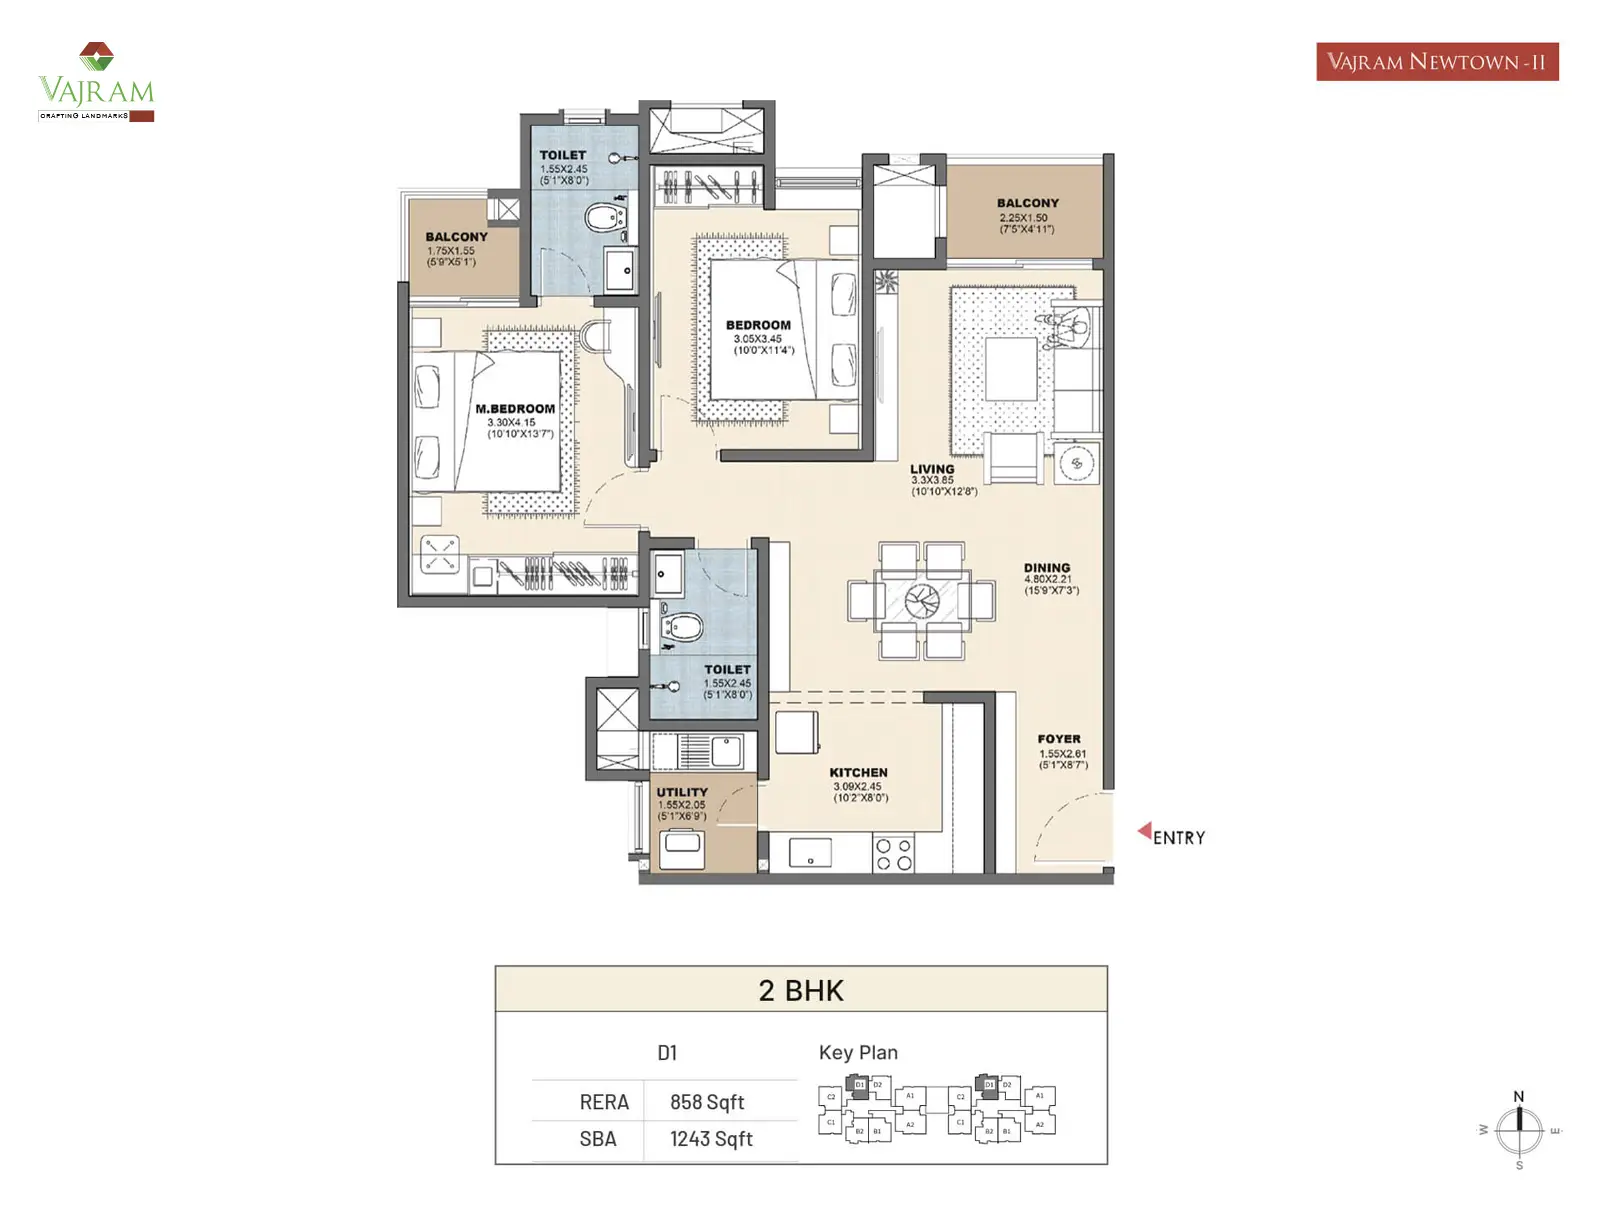 VAJRAM
CRAFTING LANDMARKS
VAJRAM NEWTOWN -II
TOILET
1.55X2.45
(5'1"X8'0")
BALCONY
1.75X1.55
(5'9"X5'1")
BALCONY
2.25X1.50
(7'5"X4'11")
BEDROOM
3.05X3.45
(10'0"X11'4")
M.BEDROOM
3.30X4.15
(10'10"X13'7")
LIVING
3.3X3.85
(10'10"X12'8")
DINING
4.80X2.21
(15'9"X7'3")
TOILET
1.55X2.45
(5'1"X8'0")
FOYER
1.55X2.61
(5'1"X8'7")
KITCHEN
3.09X2.45
(10'2"X8'0")
UTILITY
1.55X2.05
(5'1"X6'9")
ENTRY
2 BHK
D1
RERA 858 Sqft
SBA 1243 Sqft
Key Plan
C2 D1 D2 A1 C2 D1 D2 A1
C1 B2 B1 A2 C1 B2 B1 A2
N
W E
S